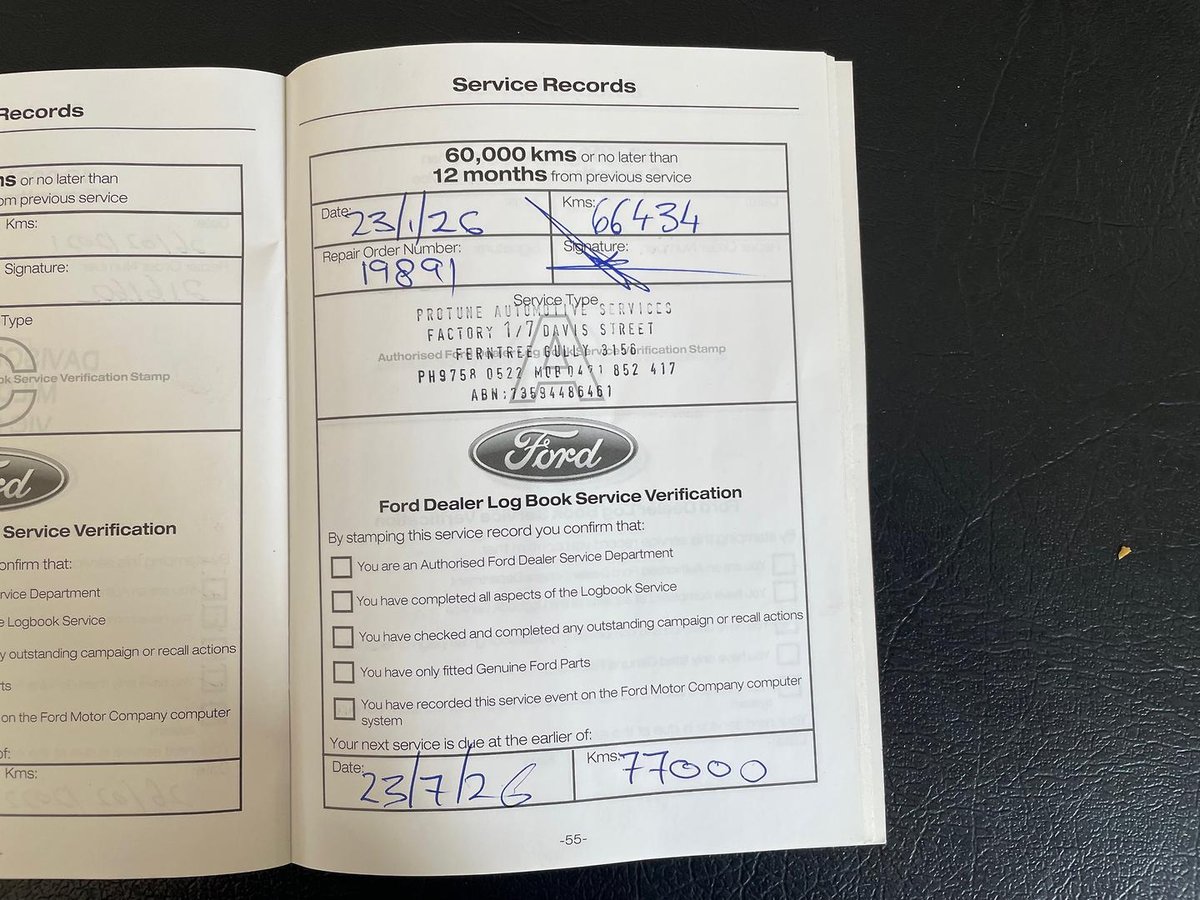 Records
ms or no later than
om previous service
Kms:
Signature:
Type
C
ok Service Verification Stamp
Service Verification
onfirm that:
rvice Department
e Logbook Service
y outstanding campaign or recall actions
rts
on the Ford Motor Company computer
of:
Kms:
Service Records
60,000 kms or no later than
12 months from previous service
Date: 23/1/26
Kms: 66434
Repair Order Number: 19891
Signature:
Service Type
A
PROTUNE AUTOMOTIVE SERVICES
FACTORY 1/7 DAVIS STREET
FERNTREE GULLY 3156
Authorised Ford Dealer Log Book Service Verification Stamp
PH9758 0522 MOB 0421 852 417
ABN:73594486461
Ford
Ford Dealer Log Book Service Verification
By stamping this service record you confirm that:
You are an Authorised Ford Dealer Service Department
You have completed all aspects of the Logbook Service
You have checked and completed any outstanding campaign or recall actions
You have only fitted Genuine Ford Parts
You have recorded this service event on the Ford Motor Company computer
system
Your next service is due at the earlier of:
Date: 23/7/26
Kms: 77000
-55-